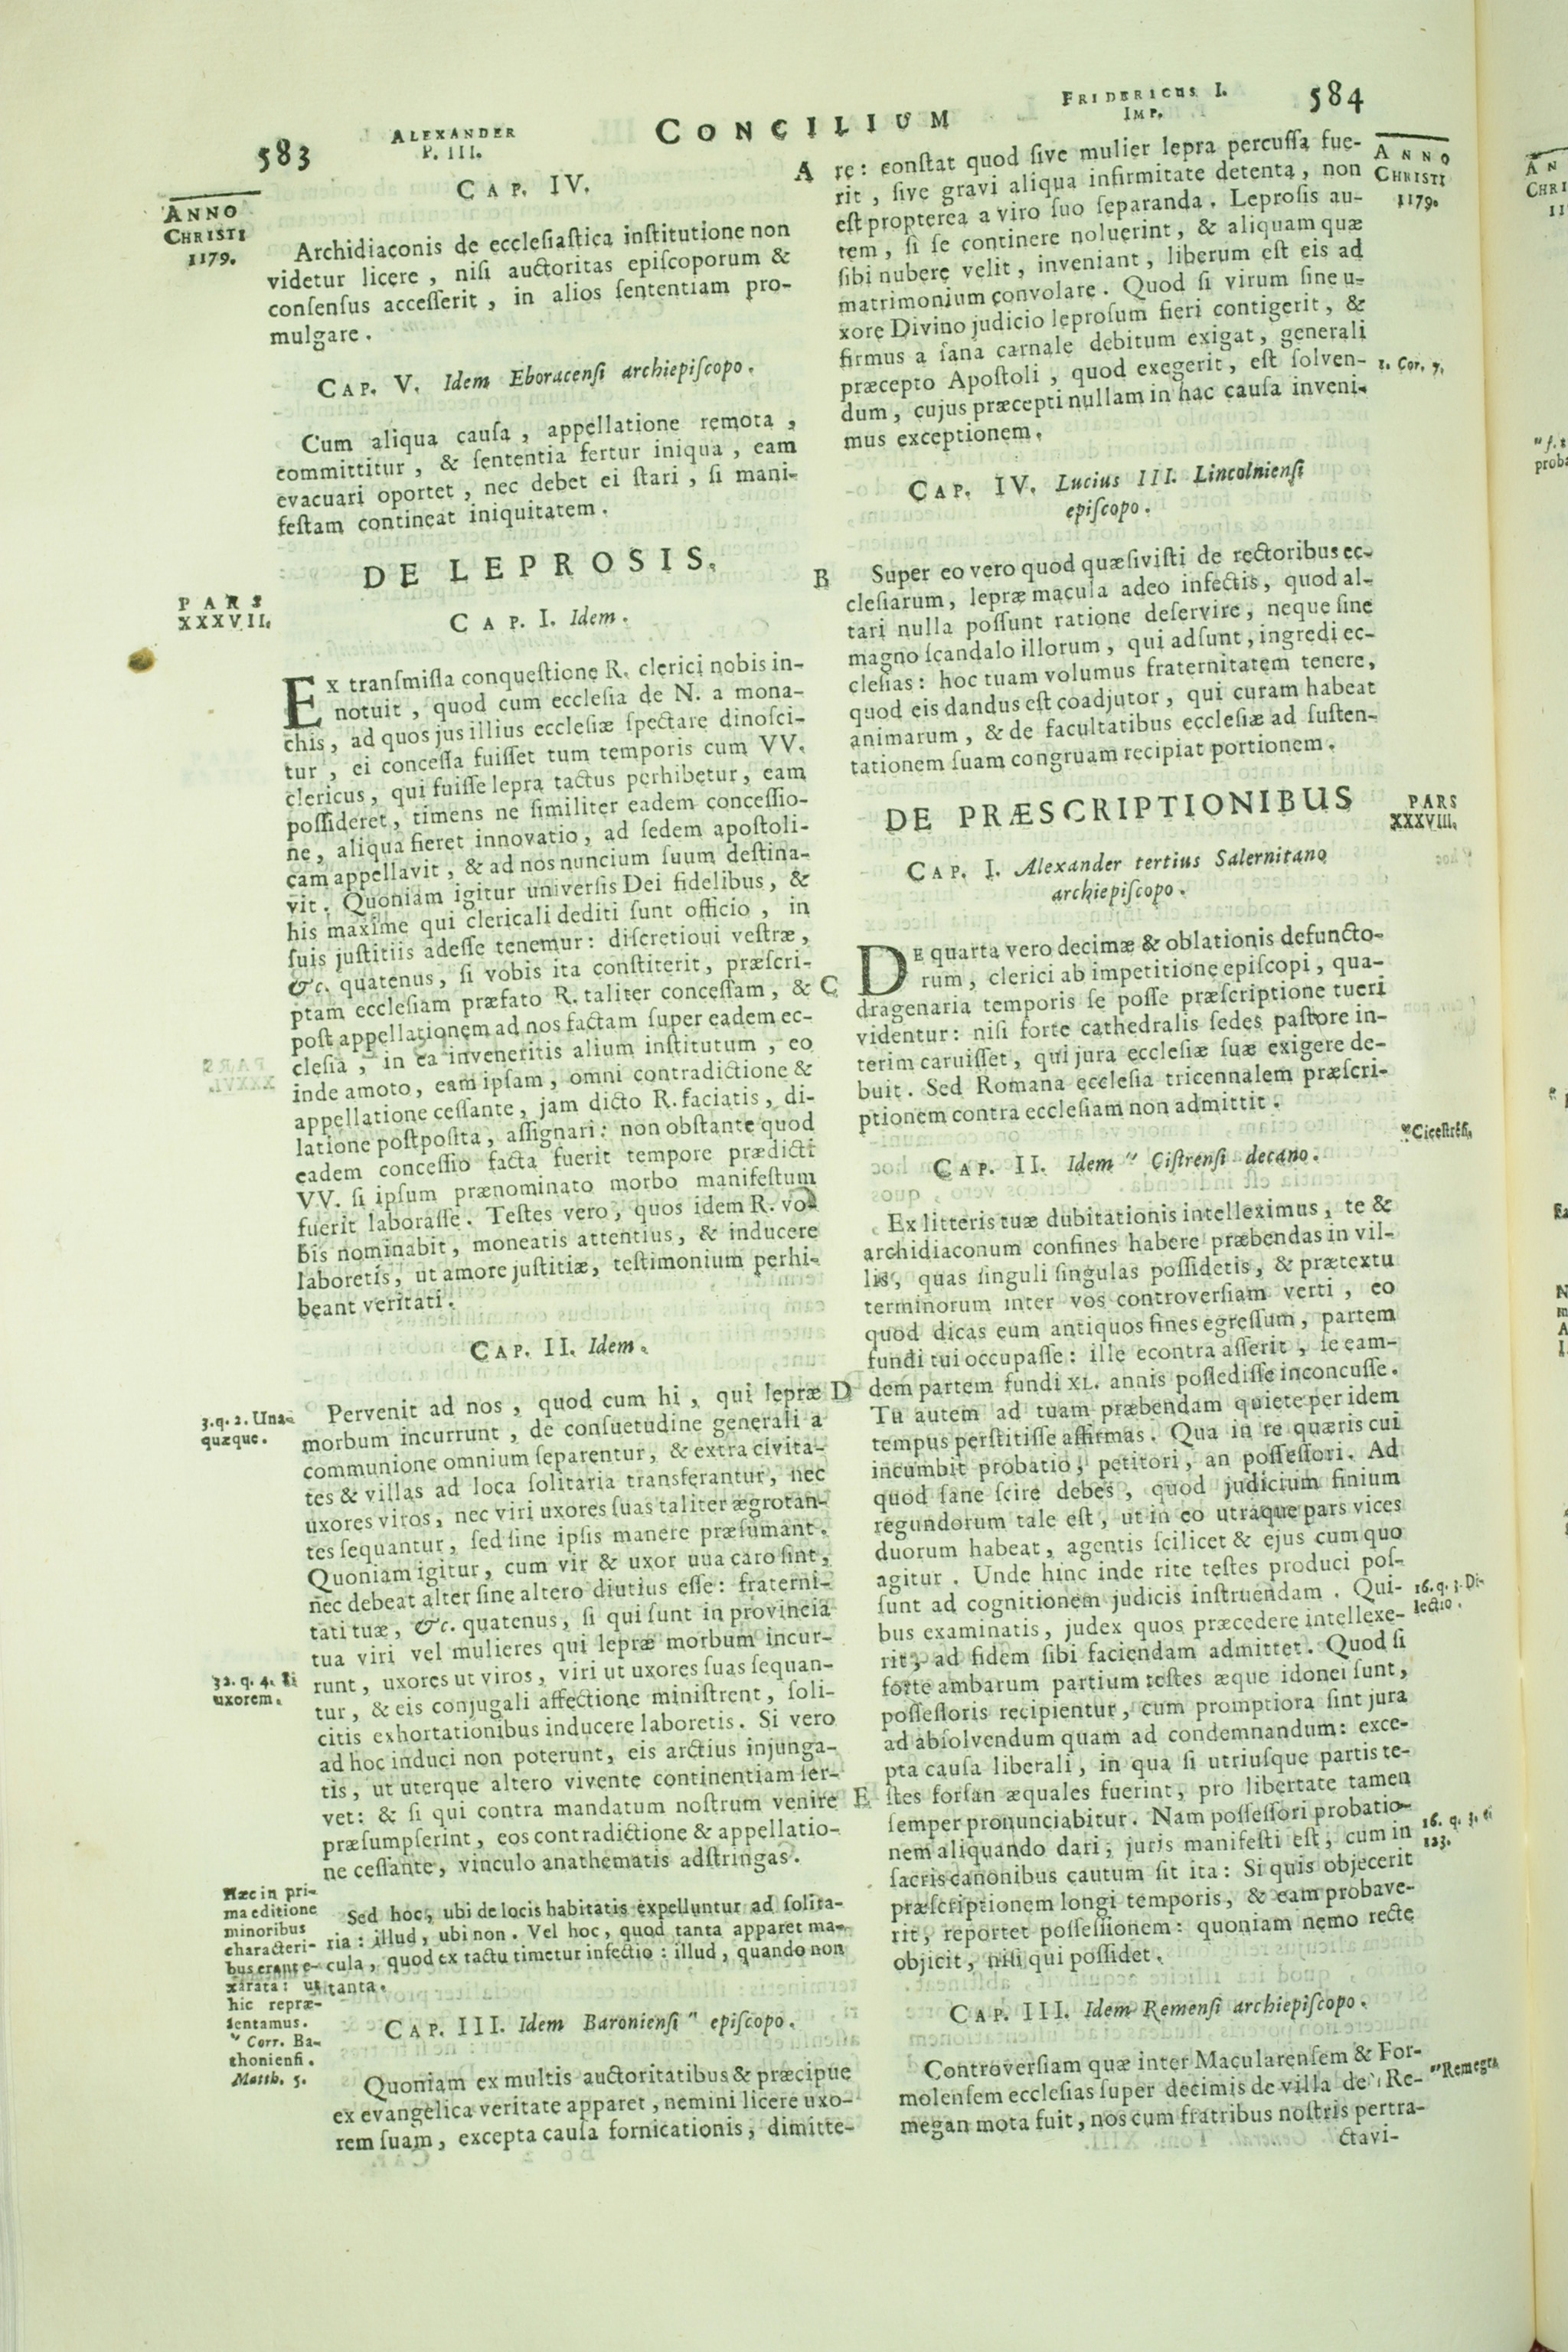 583
ALEXANDER
P. III.
CONCILIUM
FRIDERICUS I.
IMP.
584
ANNO
CHRISTI
1179.
CAP. IV.
Archidiaconis de ecclesiastica institutione non
videtur licere, nisi auctoritas episcoporum &
consensus accesserit, in alios sententiam pro-
mulgare.
CAP. V. Idem Eboracensi archiepiscopo.
Cum aliqua causa, appellatione remota,
committitur, & sententia fertur iniqua, eam
evacuari oportet, nec debet ei stari, si mani-
festam contineat iniquitatem.
DE LEPROSIS.
PARS
XXXVII.
CAP. I. Idem.
EX transmissa conquestione R. clerici nobis in-
notuit, quod cum ecclesia de N. a mona-
chis, ad quos jus illius ecclesiæ spectare dinosci-
tur, ei concessa fuisset tum temporis cum VV.
clericus, qui fuisse lepra tactus perhibetur, eam
possideret, timens ne similiter eadem concessio-
ne, aliqua fieret innovatio, ad sedem apostoli-
cam appellavit, & ad nos nuncium suum destina-
vit. Quoniam igitur universis Dei fidelibus, &
his maxime qui clericali dediti sunt officio, in
suis justitiis adesse tenemur: discretioui vestræ,
&c. quatenus, si vobis ita constiterit, præscri-
ptam ecclesiam præfato R. taliter concessam, &
post appellationem ad nos factam super eadem ec-
clesia, in ea inveneritis alium institutum, eo
inde amoto, eam ipsam, omni contradictione &
appellatione cessante, jam dicto R. faciatis, di-
latione postposita, assignari: non obstante quod
eadem concessio facta fuerit tempore prædicti
VV. si ipsum prænominato morbo manifestum
fuerit laborasse. Testes vero, quos idem R. vo-
bis nominabit, moneatis attentius, & inducere
laboretis, ut amore justitiæ, testimonium perhi-
beant veritati.
CAP. II. Idem.
3. q. 2. Una-
quæque.
Pervenit ad nos, quod cum hi, qui lepræ
morbum incurrunt, de consuetudine generali a
communione omnium separentur, & extra civita-
tes & villas ad loca solitaria transferantur, nec
uxores viros, nec viri uxores suas taliter ægrotan-
tes sequantur, sed sine ipsis manere præsumant.
Quoniam igitur, cum vir & uxor uua caro sint,
nec debeat alter sine altero diutius esse: fraterni-
tati tuæ, &c. quatenus, si qui sunt in provincia
tua viri vel mulieres qui lepræ morbum incur-
runt, uxores ut viros, viri ut uxores suas sequan-
tur, & eis conjugali affectione ministrent, soli-
citis exhortationibus inducere laboretis. Si vero
ad hoc induci non poterunt, eis arctius injunga-
tis, ut uterque altero vivente continentiam ser-
vet: & si qui contra mandatum nostrum venire
præsumpserint, eos contradictione & appellatio-
ne cessante, vinculo anathematis adstringas.
32. q. 4. Si
uxorem.
Sed hoc, ubi de locis habitatis expelluntur ad solita-
ria: illud, ubi non. Vel hoc, quod tanta apparet ma-
cula, quod ex tactu timetur infectio: illud, quando non
tanta.
Hæc in pri-
ma editione
minoribus
characteri-
bus erant e-
xarata: ut
hic repræ-
sentamus.
" Corr. Ba-
thoniensi.
Matth. 5.
CAP. III. Idem Baroniensi " episcopo.
Quoniam ex multis auctoritatibus & præcipue
ex evangelica veritate apparet, nemini licere uxo-
rem suam, excepta causa fornicationis, dimitte-
A
B
C
D
E
re: constat quod sive mulier lepra percussa fue-
rit, sive gravi aliqua infirmitate detenta, non
est propterea a viro suo separanda. Leprosis au-
tem, si se continere noluerint, & aliquam quæ
sibi nubere velit, inveniant, liberum est eis ad
matrimonium convolare. Quod si virum sine u-
xore Divino judicio leprosum fieri contigerit, &
firmus a sana carnale debitum exigat, generali
præcepto Apostoli, quod exegerit, est solven-
dum, cujus præcepti nullam in hac causa inveni-
mus exceptionem.
ANNO
CHRISTI
1179.
1. Cor. 7.
CAP. IV. Lucius III. Lincolniensi
episcopo.
Super eo vero quod quæsivisti de rectoribus ec-
clesiarum, lepræ macula adeo infectis, quod al-
tari nulla possunt ratione deservire, neque sine
magno scandalo illorum, qui adsunt, ingredi ec-
clesias: hoc tuam volumus fraternitatem tenere,
quod eis dandus est coadjutor, qui curam habeat
animarum, & de facultatibus ecclesiæ ad susten-
tationem suam congruam recipiat portionem.
DE PRÆSCRIPTIONIBUS
PARS
XXXVIII.
CAP. I. Alexander tertius Salernitano
archiepiscopo.
DE quarta vero decimæ & oblationis defuncto-
rum, clerici ab impetitione episcopi, qua-
dragenaria temporis se posse præscriptione tueri
videntur: nisi forte cathedralis sedes pastore in-
terim caruisset, qui jura ecclesiæ suæ exigere de-
buit. Sed Romana ecclesia tricennalem præscri-
ptionem contra ecclesiam non admittit.
CAP. II. Idem " Cistrensi decano.
"Cicestrēs.
Ex litteris tuæ dubitationis intelleximus, te &
archidiaconum confines habere præbendas in vil-
lis, quas singuli singulas possidetis, & prætextu
terminorum inter vos controversiam verti, eo
quod dicas eum antiquos fines egressum, partem
fundi tui occupasse: ille econtra asserit, se eam-
dem partem fundi XL. annis possedisse inconcusse.
Tu autem ad tuam præbendam quiete per idem
tempus perstitisse affirmas. Qua in re quæris cui
incumbit probatio, petitori, an possessori. Ad
quod sane scire debes, quod judicium finium
regundorum tale est, ut in eo utraque pars vices
duorum habeat, agentis scilicet & ejus cum quo
agitur. Unde hinc inde rite testes produci pos-
sunt ad cognitionem judicis instruendam. Qui-
bus examinatis, judex quos præcedere intellexe-
rit, ad fidem sibi faciendam admittet. Quod si
forte ambarum partium testes æque idonei sunt,
possessoris recipientur, cum promptiora sint jura
ad absolvendum quam ad condemnandum: exce-
pta causa liberali, in qua si utriusque partis te-
stes forsan æquales fuerint, pro libertate tamen
semper pronunciabitur. Nam possessori probatio-
nem aliquando dari, juris manifesti est, cum in
sacris canonibus cautum sit ita: Si quis objecerit
præscriptionem longi temporis, & eam probave-
rit, reportet possessionem: quoniam nemo recte
objicit, nisi qui possidet.
16. q. 3. Di-
lectio.
16. q. 3.
CAP. III. Idem Remensi archiepiscopo.
Controversiam quæ inter Macularensem & For-
molensem ecclesias super decimis de villa de " Re-
megan mota fuit, nos cum fratribus nostris pertra-
ctavi-